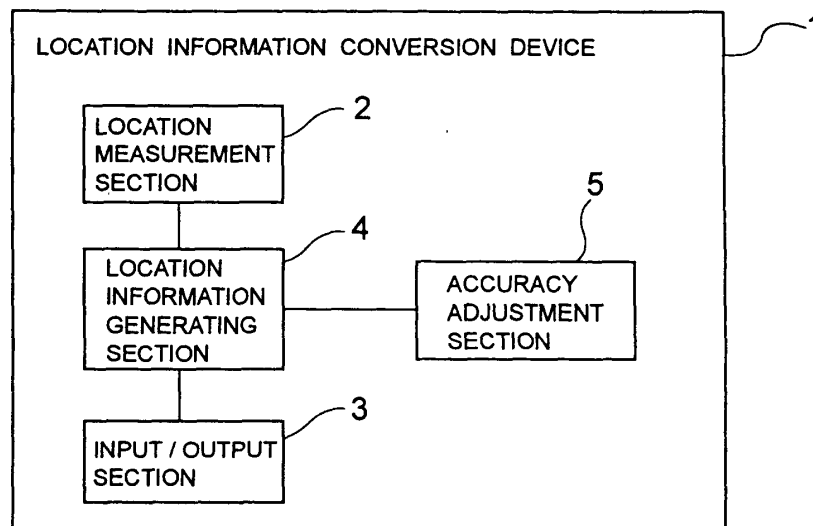 LOCATION INFORMATION CONVERSION DEVICE
2
LOCATION
MEASUREMENT
SECTION
5
4
LOCATION
INFORMATION
GENERATING
SECTION
ACCURACY
ADJUSTMENT
SECTION
3
INPUT / OUTPUT
SECTION